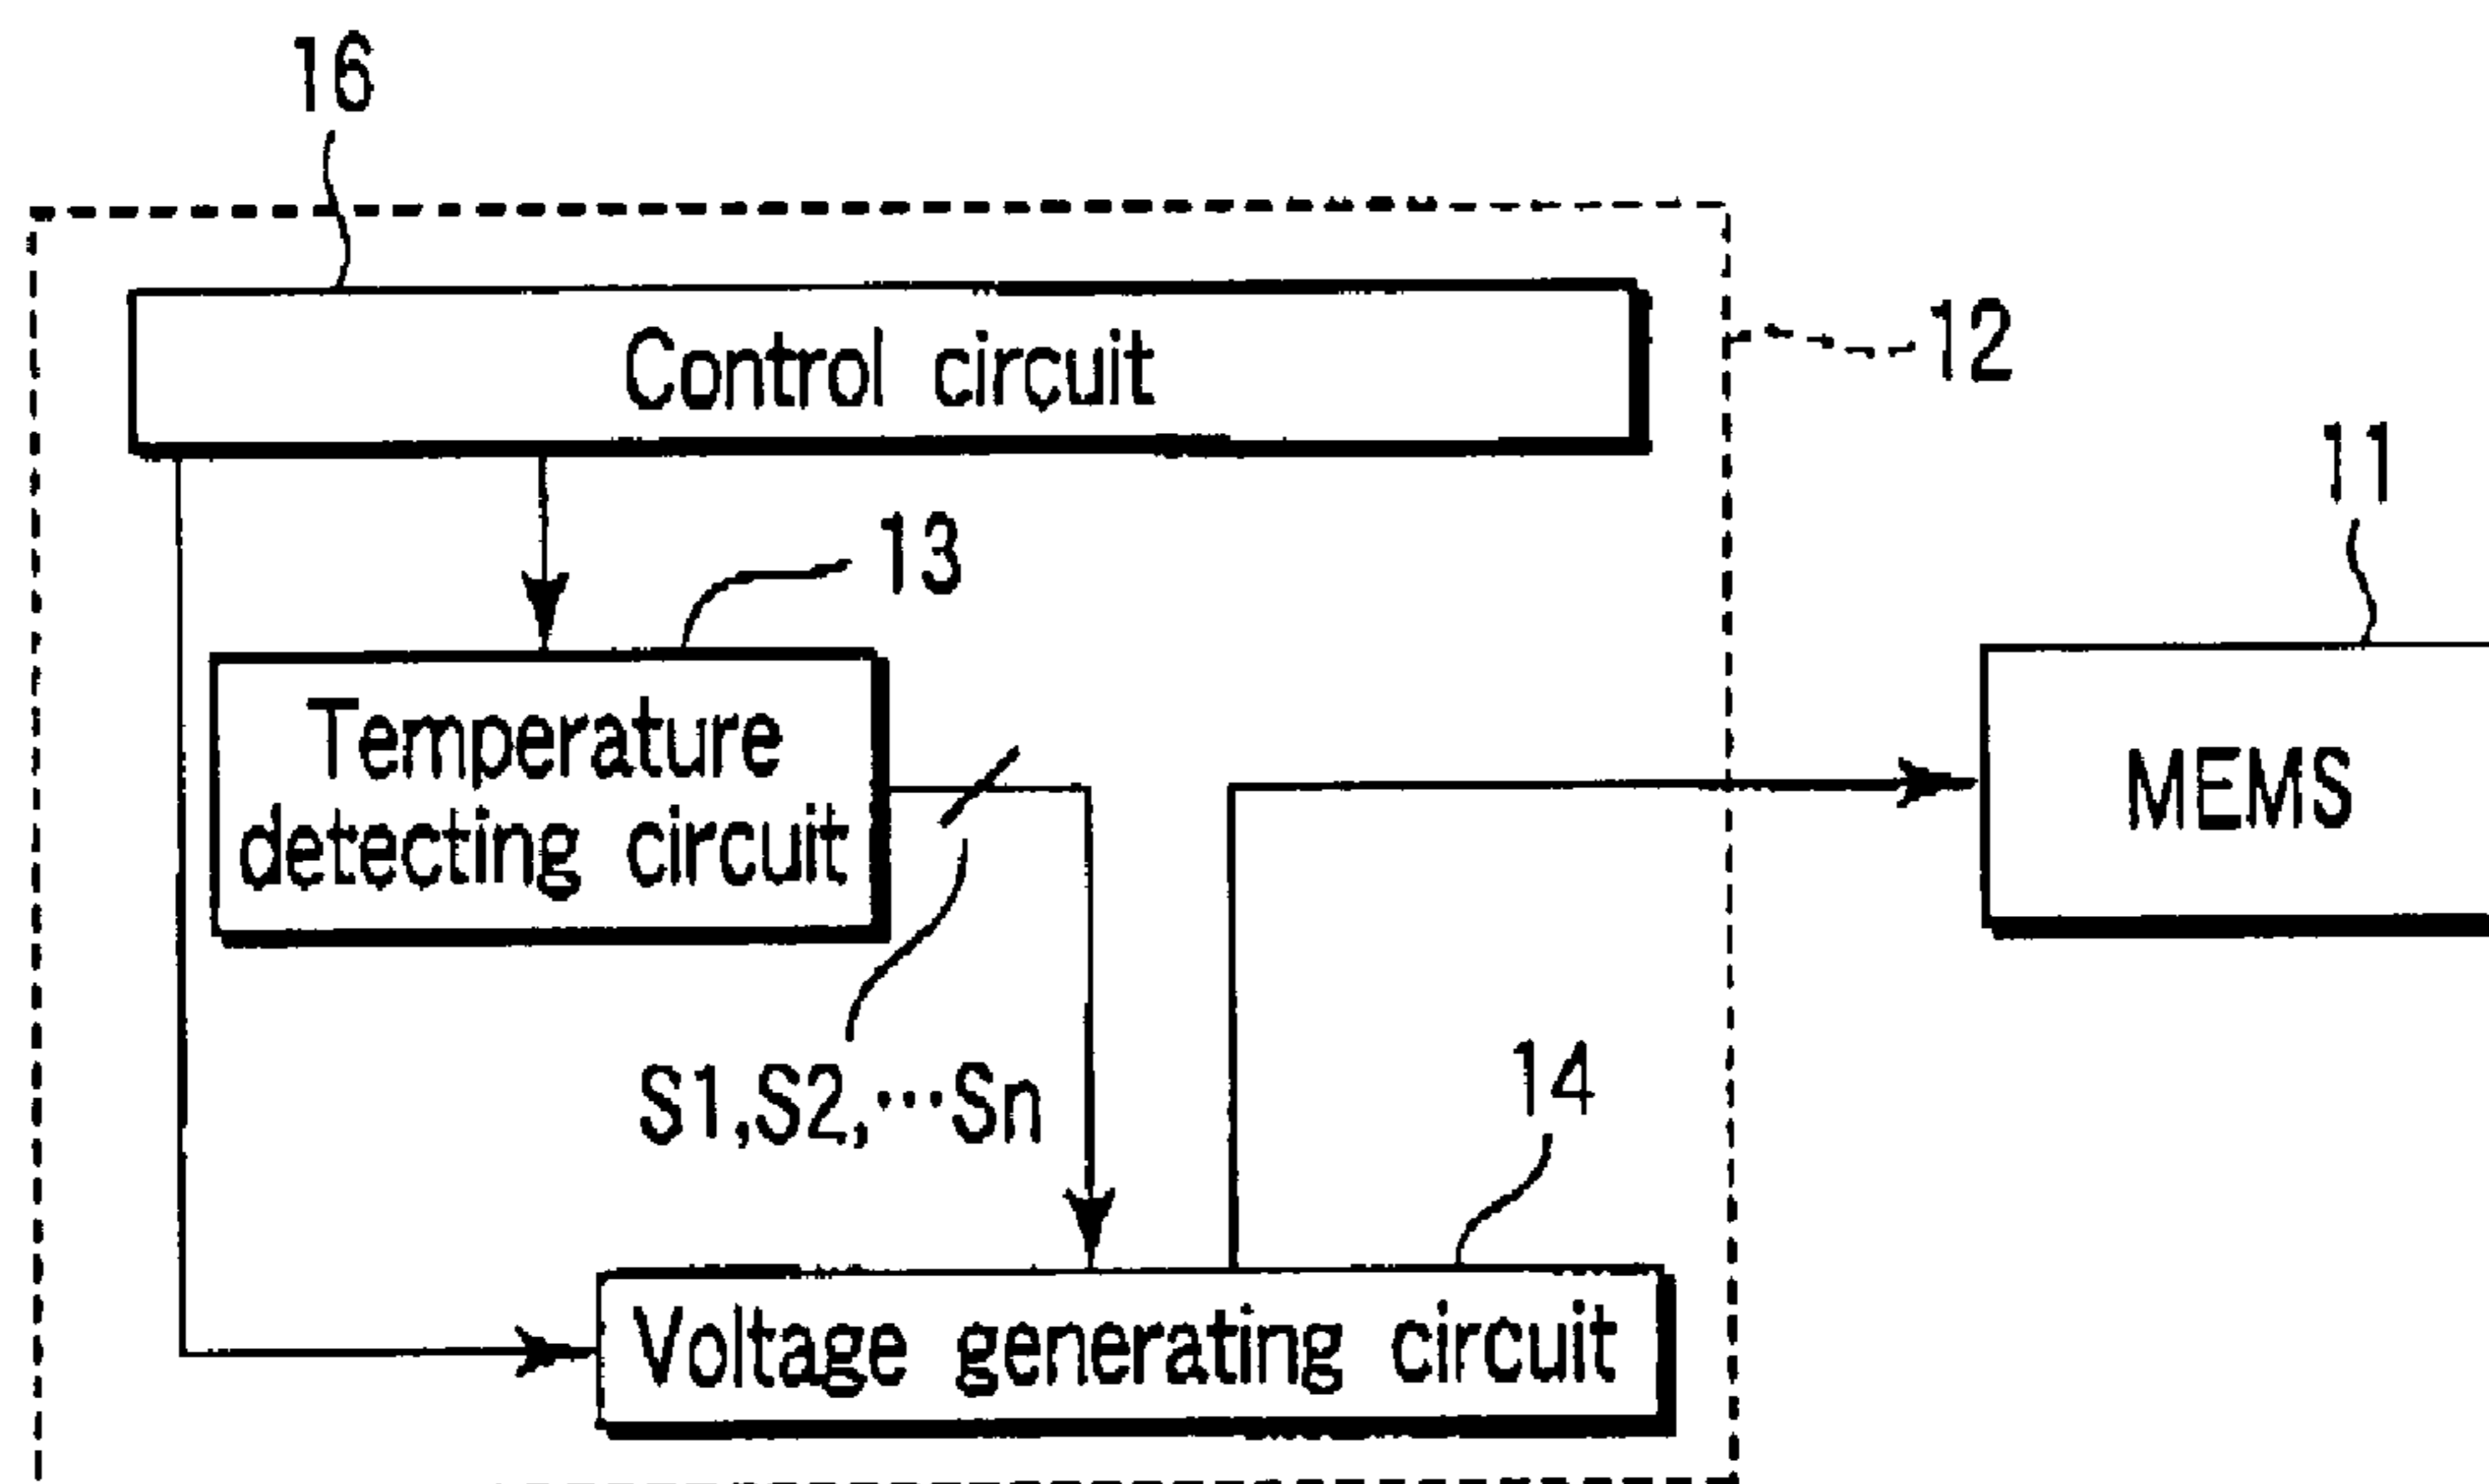 16
Control circuit
12
11
13
Temperature
detecting circuit
MEMS
S1,S2,···Sn
14
Voltage generating circuit